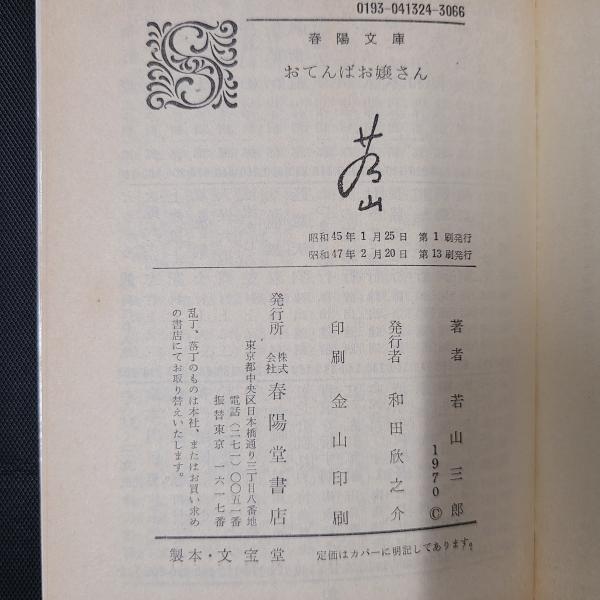 0193-041324-3066
春陽文庫
おてんばお嬢さん
若山
昭和45年1月25日 第1刷発行
昭和47年2月20日 第13刷発行
著者 若山三郎
1970 ©
発行者 和田欣之介
印刷 金山印刷
発行所 株式会社 春陽堂書店
東京都中央区日本橋通り三丁目八番地
電話(二七一)〇〇五一番
振替東京 一六一七番
乱丁、落丁のものは本社、またはお買い求め
の書店にてお取り替えいたします。
製本・文宝堂
定価はカバーに明記してあります。